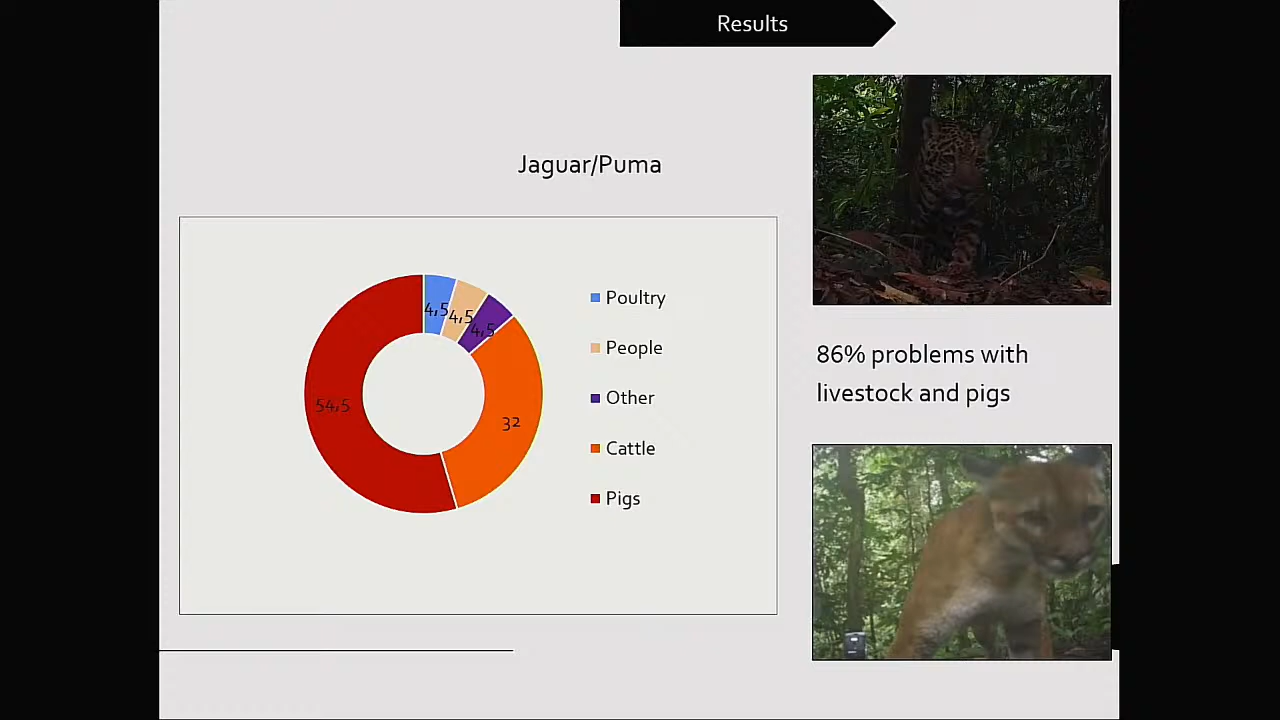 Results
Jaguar/Puma
4,5
4,5
4,5
32
54,5
Poultry
People
Other
Cattle
Pigs
86% problems with
livestock and pigs